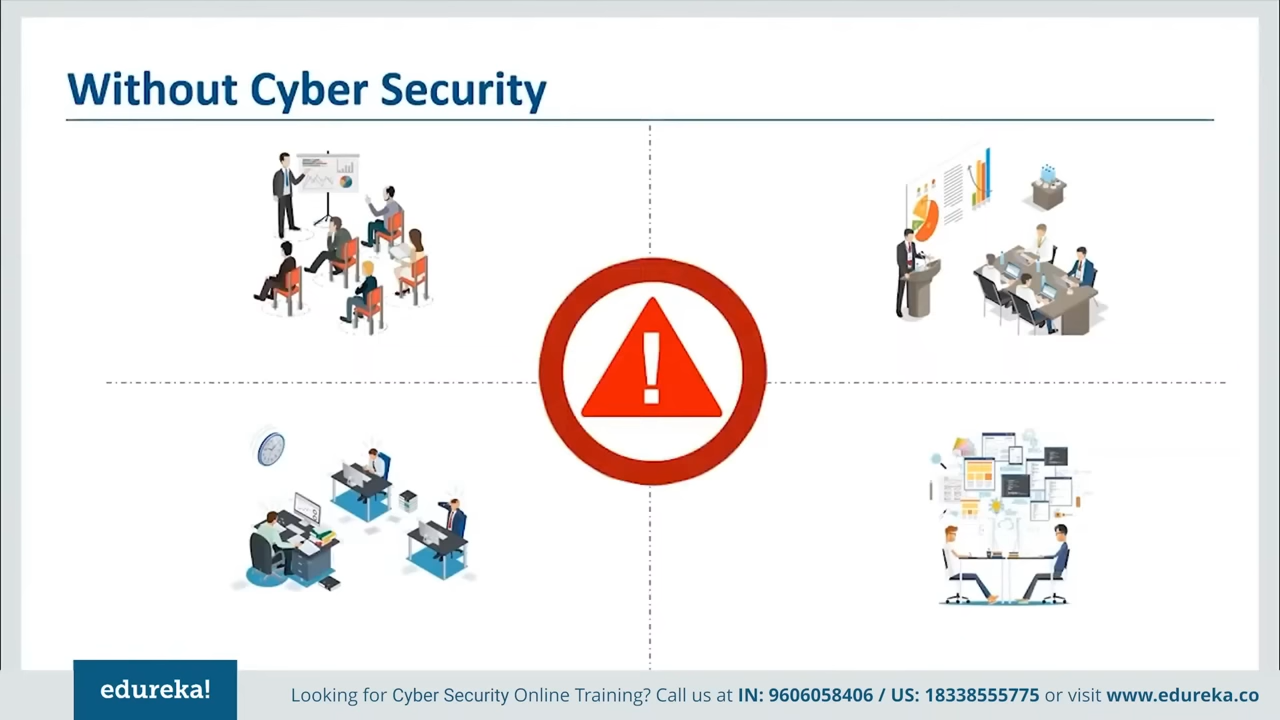 Without Cyber Security
edureka!
Looking for Cyber Security Online Training? Call us at IN: 9606058406 / US: 18338555775 or visit www.edureka.co